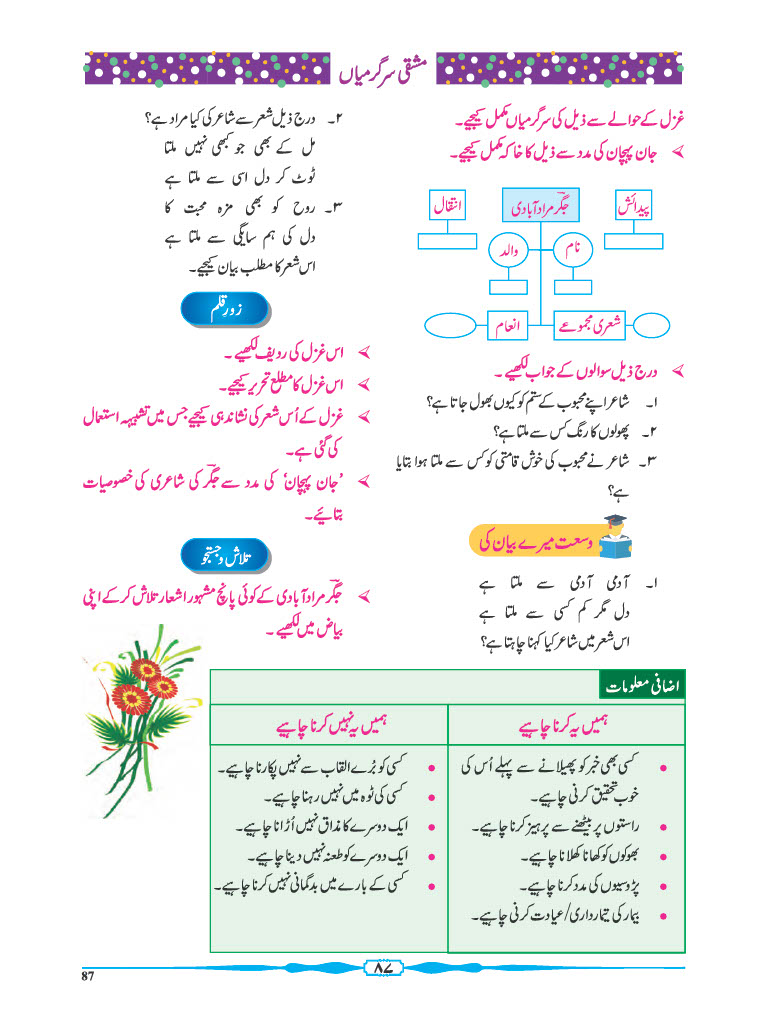 مشقی سرگرمیاں
غزل کے حوالے سے ذیل کی سرگرمیاں مکمل کیجیے۔
جان پہچان کی مدد سے ذیل کا خاکہ مکمل کیجیے۔
پیدائش
جگر مرادآبادی
انتقال
نام
والد
شعری مجموعے
انعام
درج ذیل سوالوں کے جواب لکھیے۔
۱۔ شاعر اپنے محبوب کے ستم کو کیوں بھول جاتا ہے؟
۲۔ پھولوں کا رنگ کس سے ملتا ہے؟
۳۔ شاعر نے محبوب کی خوش قامتی کو کس سے ملتا ہوا بتایا
ہے؟
وسعت میرے بیان کی
۱۔ آدمی آدمی سے ملتا ہے
دل مگر کم کسی سے ملتا ہے
اس شعر میں شاعر کیا کہنا چاہتا ہے؟
۲۔ درج ذیل شعر سے شاعر کی کیا مراد ہے؟
مل کے بھی جو کبھی نہیں ملتا
ٹوٹ کر دل اسی سے ملتا ہے
۳۔ روح کو بھی مزہ محبت کا
دل کی ہم سایگی سے ملتا ہے
اس شعر کا مطلب بیان کیجیے۔
زورِ قلم
اس غزل کی ردیف لکھیے۔
اس غزل کا مطلع تحریر کیجیے۔
غزل کے اُس شعر کی نشاندہی کیجیے جس میں تشبیہہ استعمال
کی گئی ہے۔
’جان پہچان‘ کی مدد سے جگر کی شاعری کی خصوصیات
بتائیے۔
تلاش و جستجو
جگر مرادآبادی کے کوئی پانچ مشہور اشعار تلاش کرکے اپنی
بیاض میں لکھیے۔
اضافی معلومات
ہمیں یہ کرنا چاہیے
کسی بھی خبر کو پھیلانے سے پہلے اُس کی
خوب تحقیق کرنی چاہیے۔
راستوں پر بیٹھنے سے پرہیز کرنا چاہیے۔
بھوکوں کو کھانا کھلانا چاہیے۔
پڑوسیوں کی مدد کرنا چاہیے۔
بیمار کی تیمارداری/عیادت کرنی چاہیے۔
ہمیں یہ نہیں کرنا چاہیے
کسی کو بُرے القاب سے نہیں پکارنا چاہیے۔
کسی کی ٹوہ میں نہیں رہنا چاہیے۔
ایک دوسرے کا مذاق نہیں اُڑانا چاہیے۔
ایک دوسرے کو طعنہ نہیں دینا چاہیے۔
کسی کے بارے میں بدگمانی نہیں کرنا چاہیے۔
۸۷
87